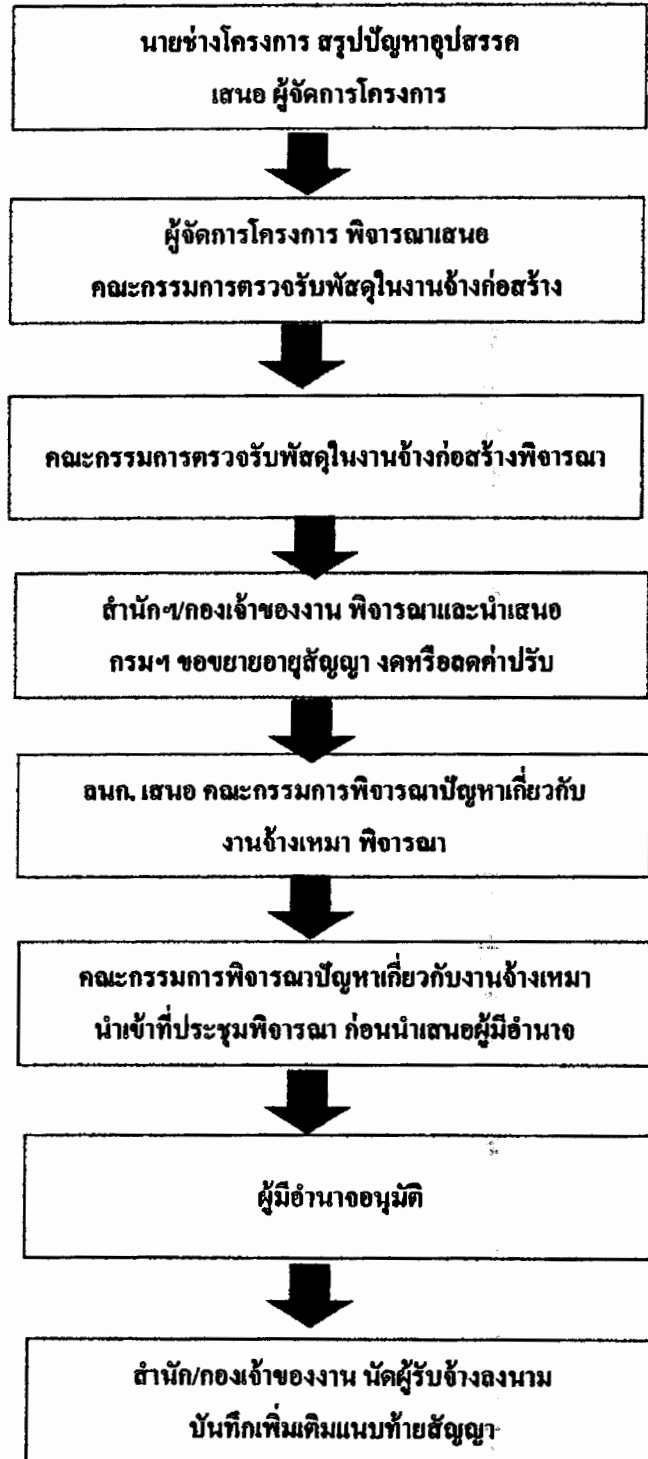 นายช่างโครงการ สรุปปัญหาอุปสรรค
เสนอ ผู้จัดการโครงการ
ผู้จัดการโครงการ พิจารณาเสนอ
คณะกรรมการตรวจรับพัสดุในงานจ้างก่อสร้าง
คณะกรรมการตรวจรับพัสดุในงานจ้างก่อสร้างพิจารณา
สำนักฯ/กองเจ้าของงาน พิจารณาและนำเสนอ
กรมฯ ขอขยายอายุสัญญา งดหรือลดค่าปรับ
ลนก. เสนอ คณะกรรมการพิจารณาปัญหาเกี่ยวกับ
งานจ้างเหมา พิจารณา
คณะกรรมการพิจารณาปัญหาเกี่ยวกับงานจ้างเหมา
นำเข้าที่ประชุมพิจารณา ก่อนนำเสนอผู้มีอำนาจ
ผู้มีอำนาจอนุมัติ
สำนัก/กองเจ้าของงาน นัดผู้รับจ้างลงนาม
บันทึกเพิ่มเติมแนบท้ายสัญญา